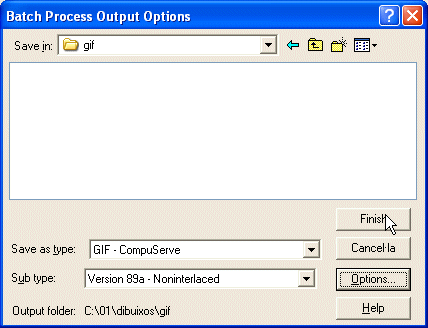 Batch Process Output Options
Save in: gif
Finish
Save as type: GIF - CompuServe
Cancel·la
Sub type: Version 89a - Noninterlaced
Options...
Output folder: C:\01\dibuixos\gif
Help